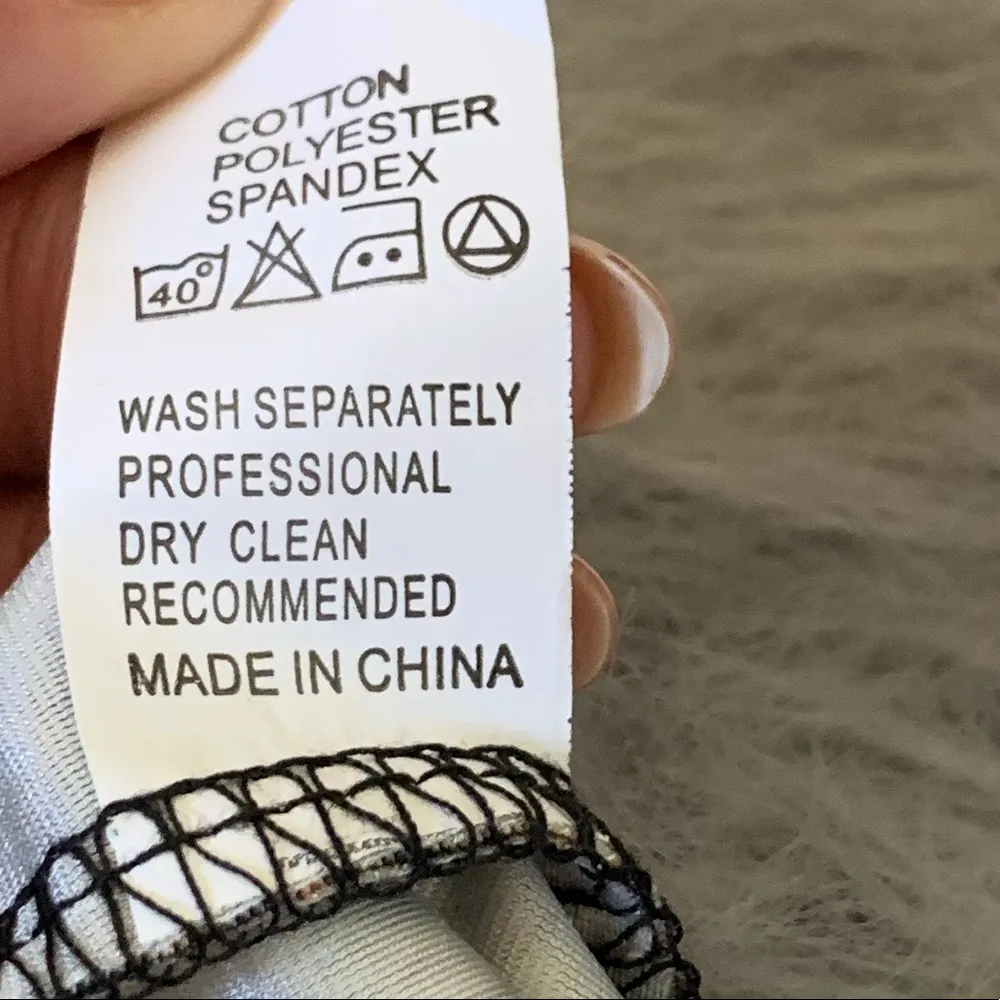 COTTON
POLYESTER
SPANDEX
40°
WASH SEPARATELY
PROFESSIONAL
DRY CLEAN
RECOMMENDED
MADE IN CHINA